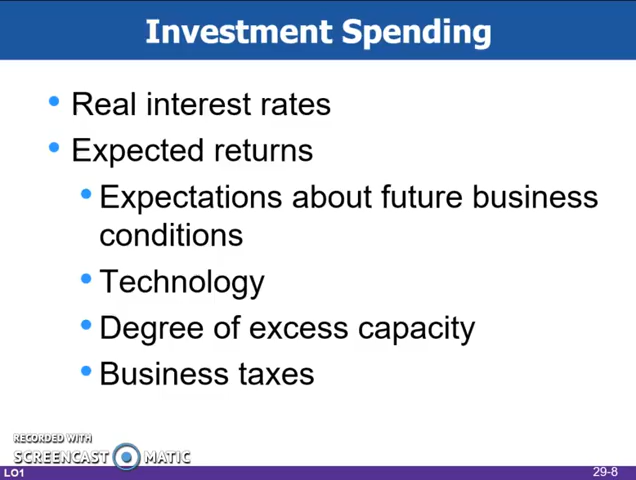 Investment Spending
• Real interest rates
• Expected returns
• Expectations about future business
conditions
• Technology
• Degree of excess capacity
• Business taxes
RECORDED WITH
SCREENCAST MATIC
LO1
29-8